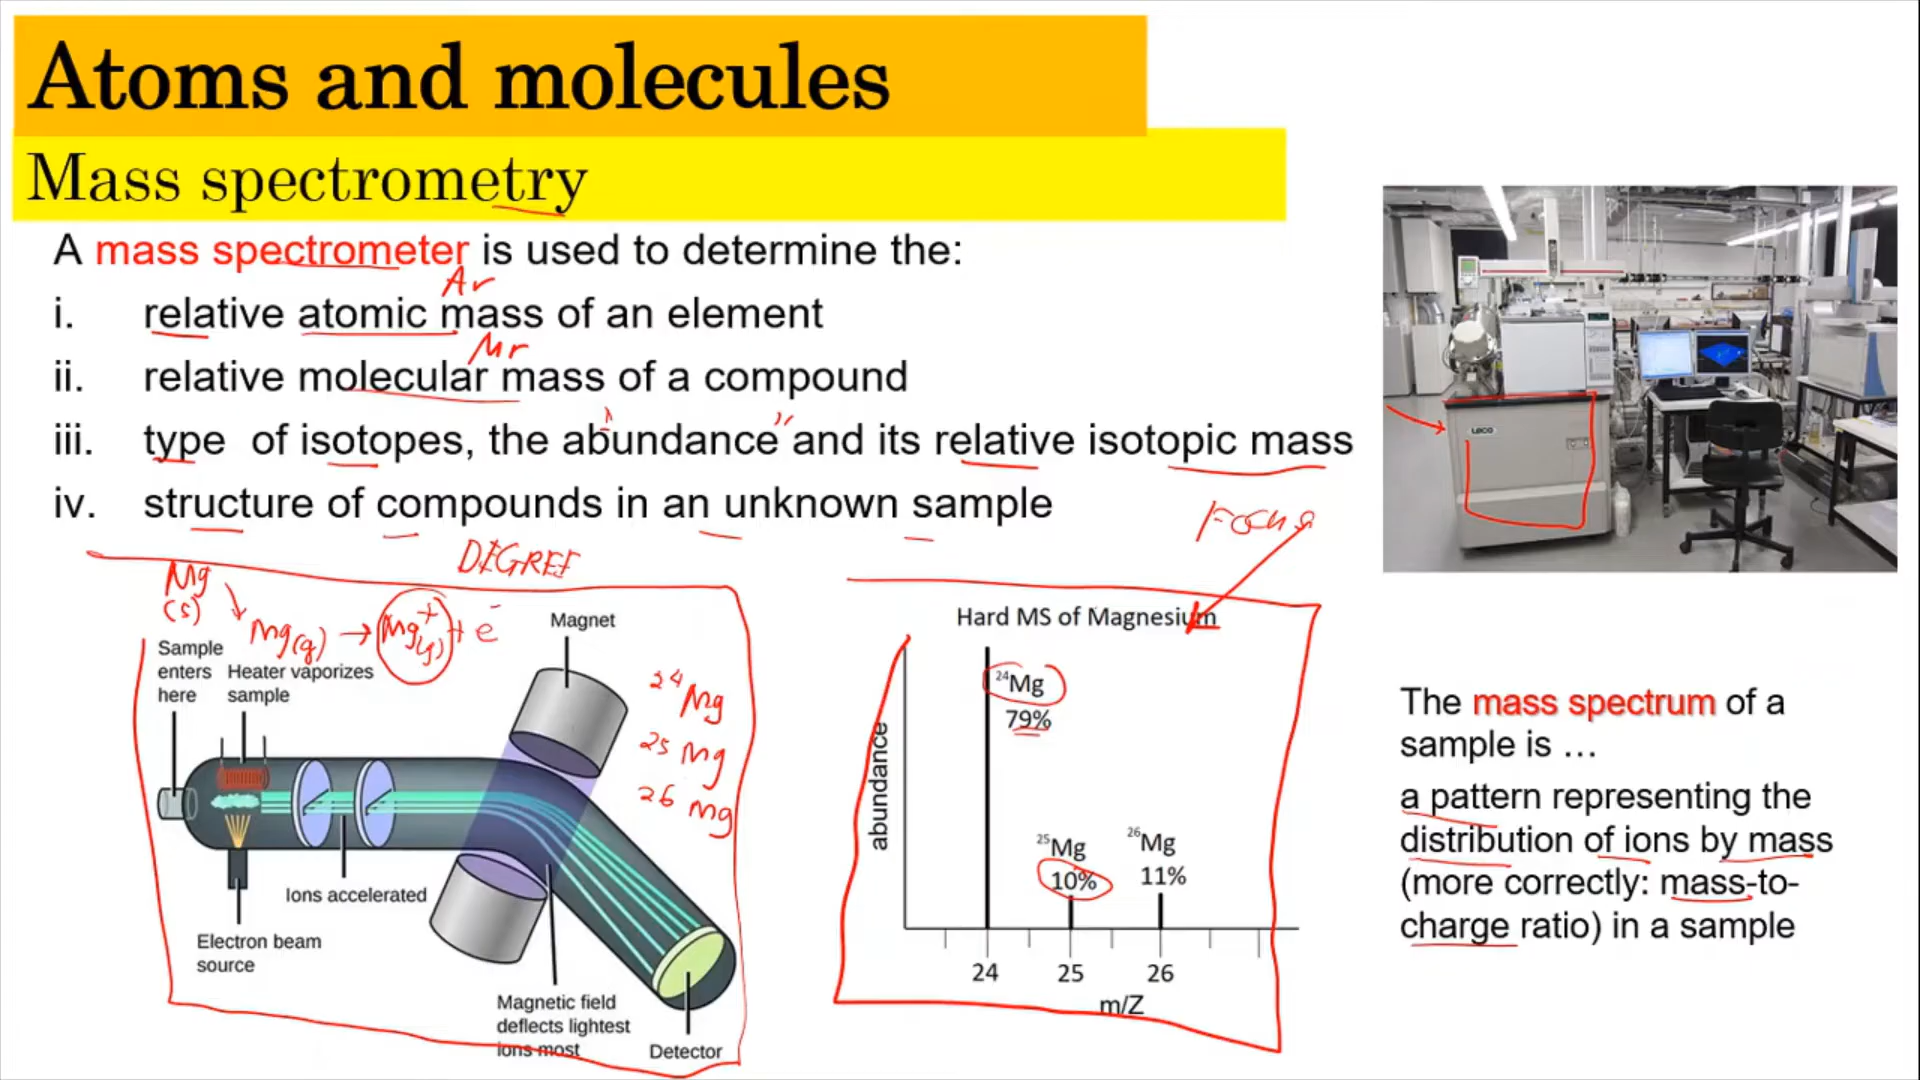 Atoms and molecules
Mass spectrometry
A mass spectrometer is used to determine the:
Ar
i. relative atomic mass of an element
Mr
ii. relative molecular mass of a compound
iii. type of isotopes, the abundance and its relative isotopic mass
iv. structure of compounds in an unknown sample
DEGREE
Focus
LECO
Mg
(s)
Mg(g) → Mg+(g) + e-
Sample
enters
here
Heater vaporizes
sample
Magnet
24Mg
25Mg
26Mg
Ions accelerated
Electron beam
source
Magnetic field
deflects lightest
ions most
Detector
Hard MS of Magnesium
abundance
24Mg
79%
25Mg
10%
26Mg
11%
24 25 26
m/Z
The mass spectrum of a
sample is ...
a pattern representing the
distribution of ions by mass
(more correctly: mass-to-
charge ratio) in a sample